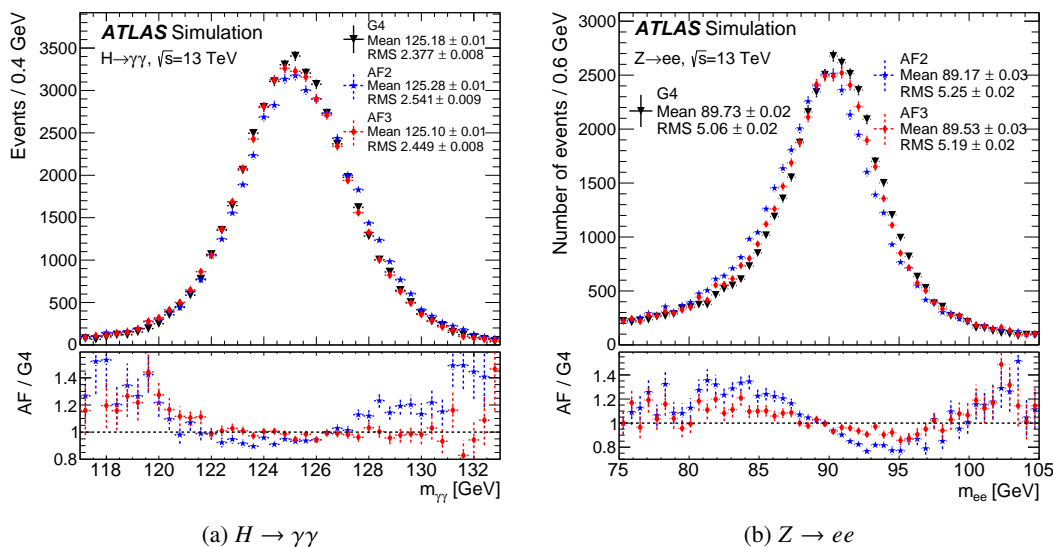 ATLAS Simulation
H→γγ, √s=13 TeV
G4
Mean 125.18 ± 0.01
RMS 2.377 ± 0.008
AF2
Mean 125.28 ± 0.01
RMS 2.541 ± 0.009
AF3
Mean 125.10 ± 0.01
RMS 2.449 ± 0.008
Events / 0.4 GeV
3500
3000
2500
2000
1500
1000
500
0
AF / G4
1.4
1.2
1
0.8
118 120 122 124 126 128 130 132
m_γγ [GeV]
(a) H → γγ
ATLAS Simulation
Z→ee, √s=13 TeV
G4
Mean 89.73 ± 0.02
RMS 5.06 ± 0.02
AF2
Mean 89.17 ± 0.03
RMS 5.25 ± 0.02
AF3
Mean 89.53 ± 0.03
RMS 5.19 ± 0.02
Number of events / 0.6 GeV
3000
2500
2000
1500
1000
500
0
AF / G4
1.4
1.2
1
0.8
75 80 85 90 95 100 105
m_ee [GeV]
(b) Z → ee